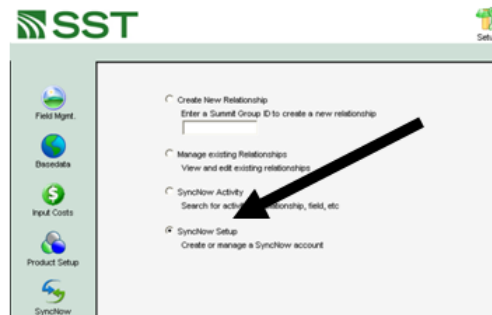 SST
Setu
Field Mgmt.
Basedata
Input Costs
Product Setup
SyncNow
Create New Relationship
Enter a Summit Group ID to create a new relationship
Manage existing Relationships
View and edit existing relationships
SyncNow Activity
Search for activi relationship, field, etc
SyncNow Setup
Create or manage a SyncNow account